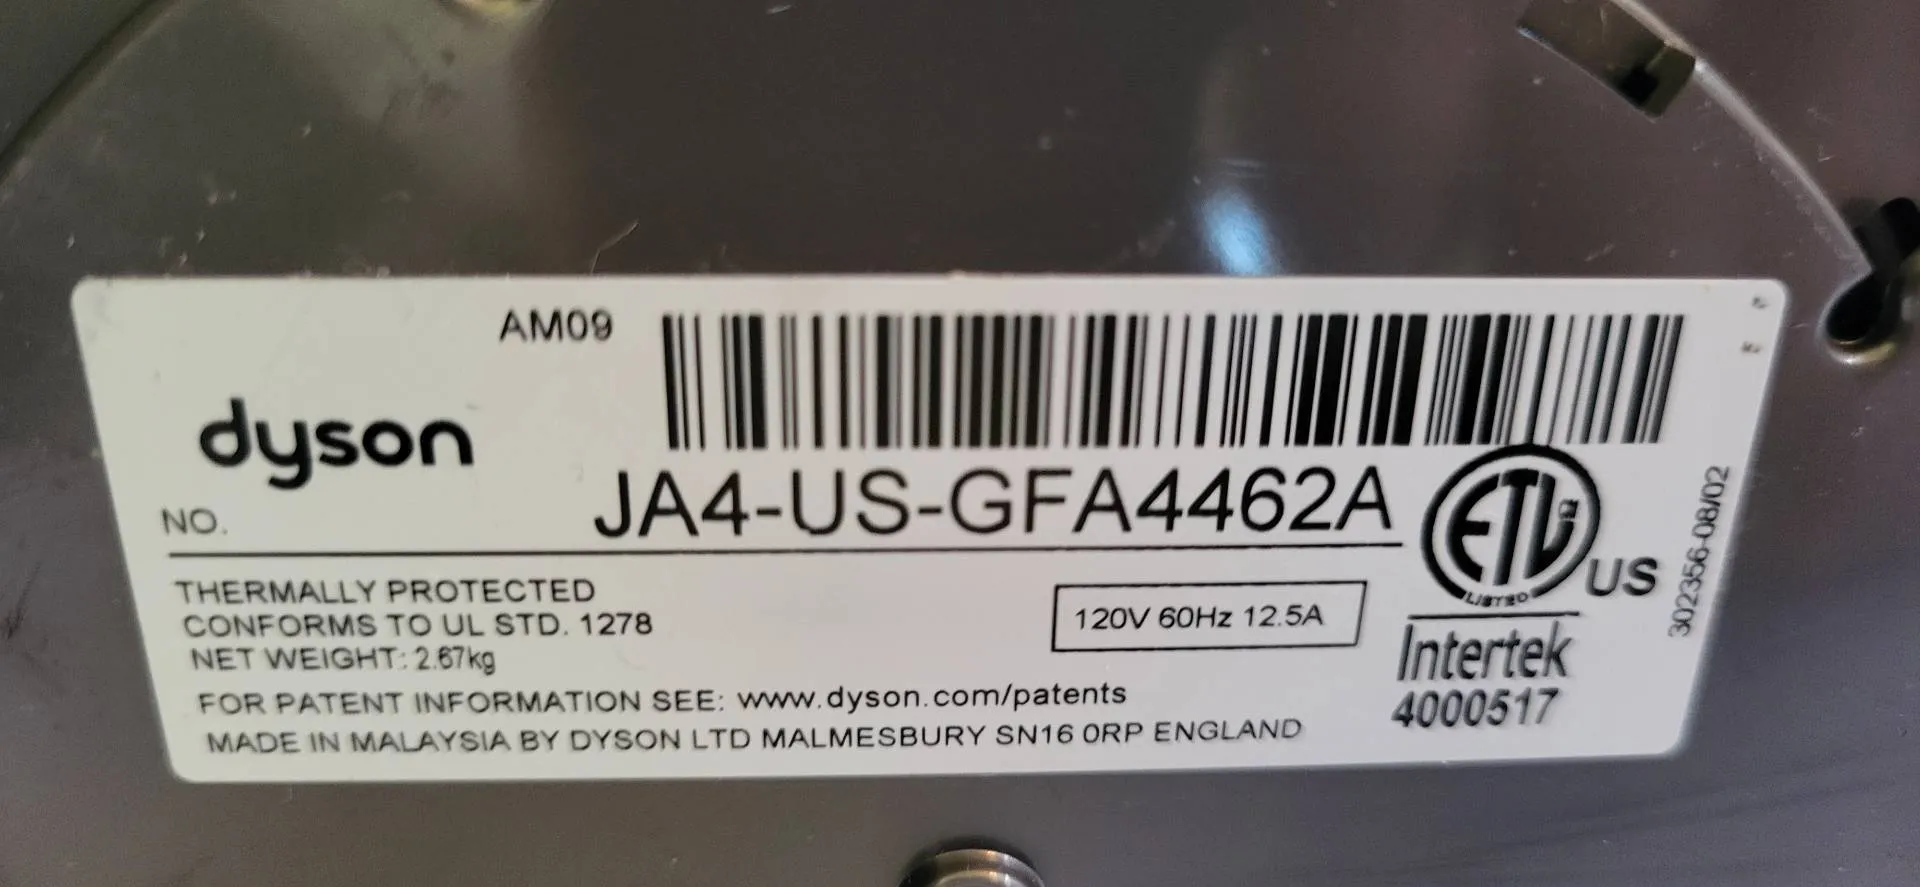 AM09
dyson
NO. JA4-US-GFA4462A
THERMALLY PROTECTED
CONFORMS TO UL STD. 1278
NET WEIGHT: 2.67kg
120V 60Hz 12.5A
FOR PATENT INFORMATION SEE: www.dyson.com/patents
MADE IN MALAYSIA BY DYSON LTD MALMESBURY SN16 0RP ENGLAND
ETL
LISTED
US
Intertek
4000517
302356-08/02